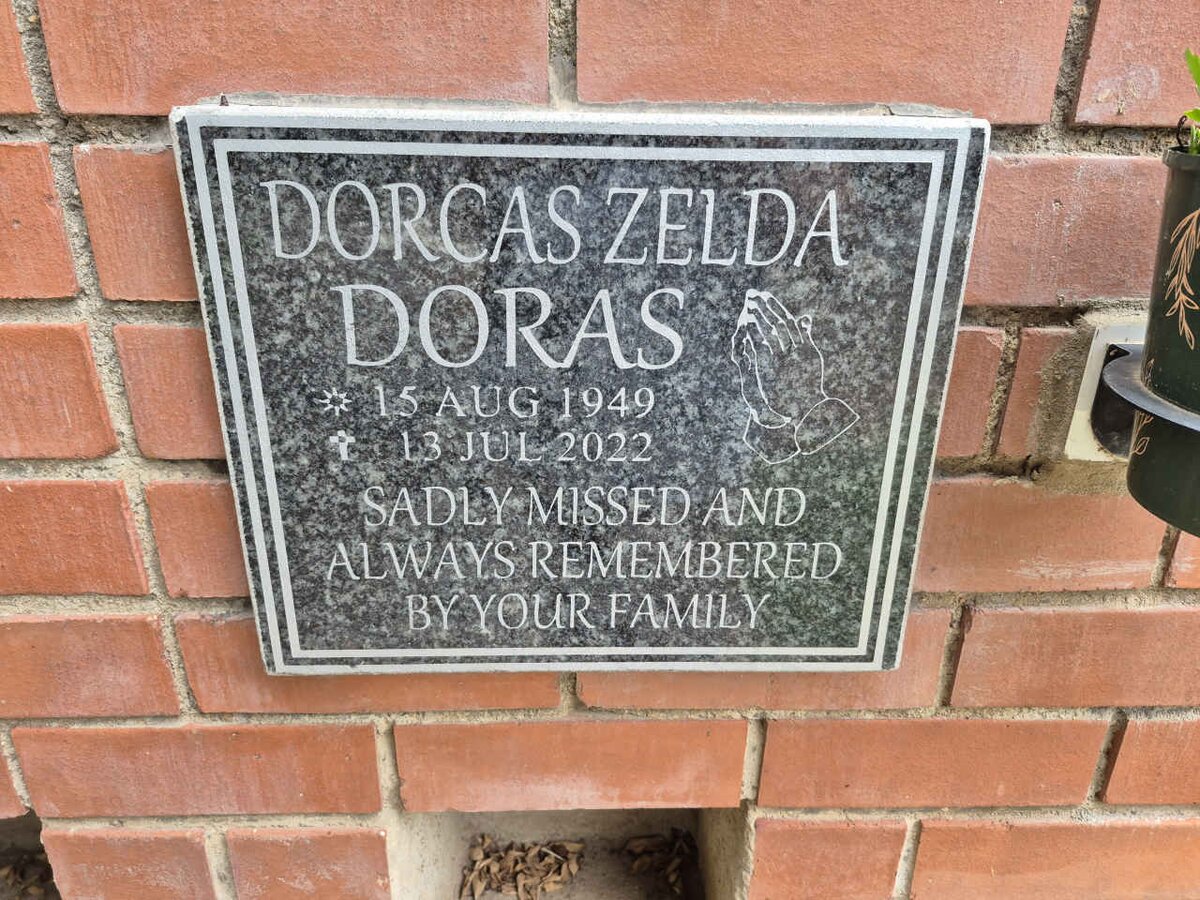 DORCAS ZELDA
DORAS
15 AUG 1949
13 JUL 2022
SADLY MISSED AND
ALWAYS REMEMBERED
BY YOUR FAMILY